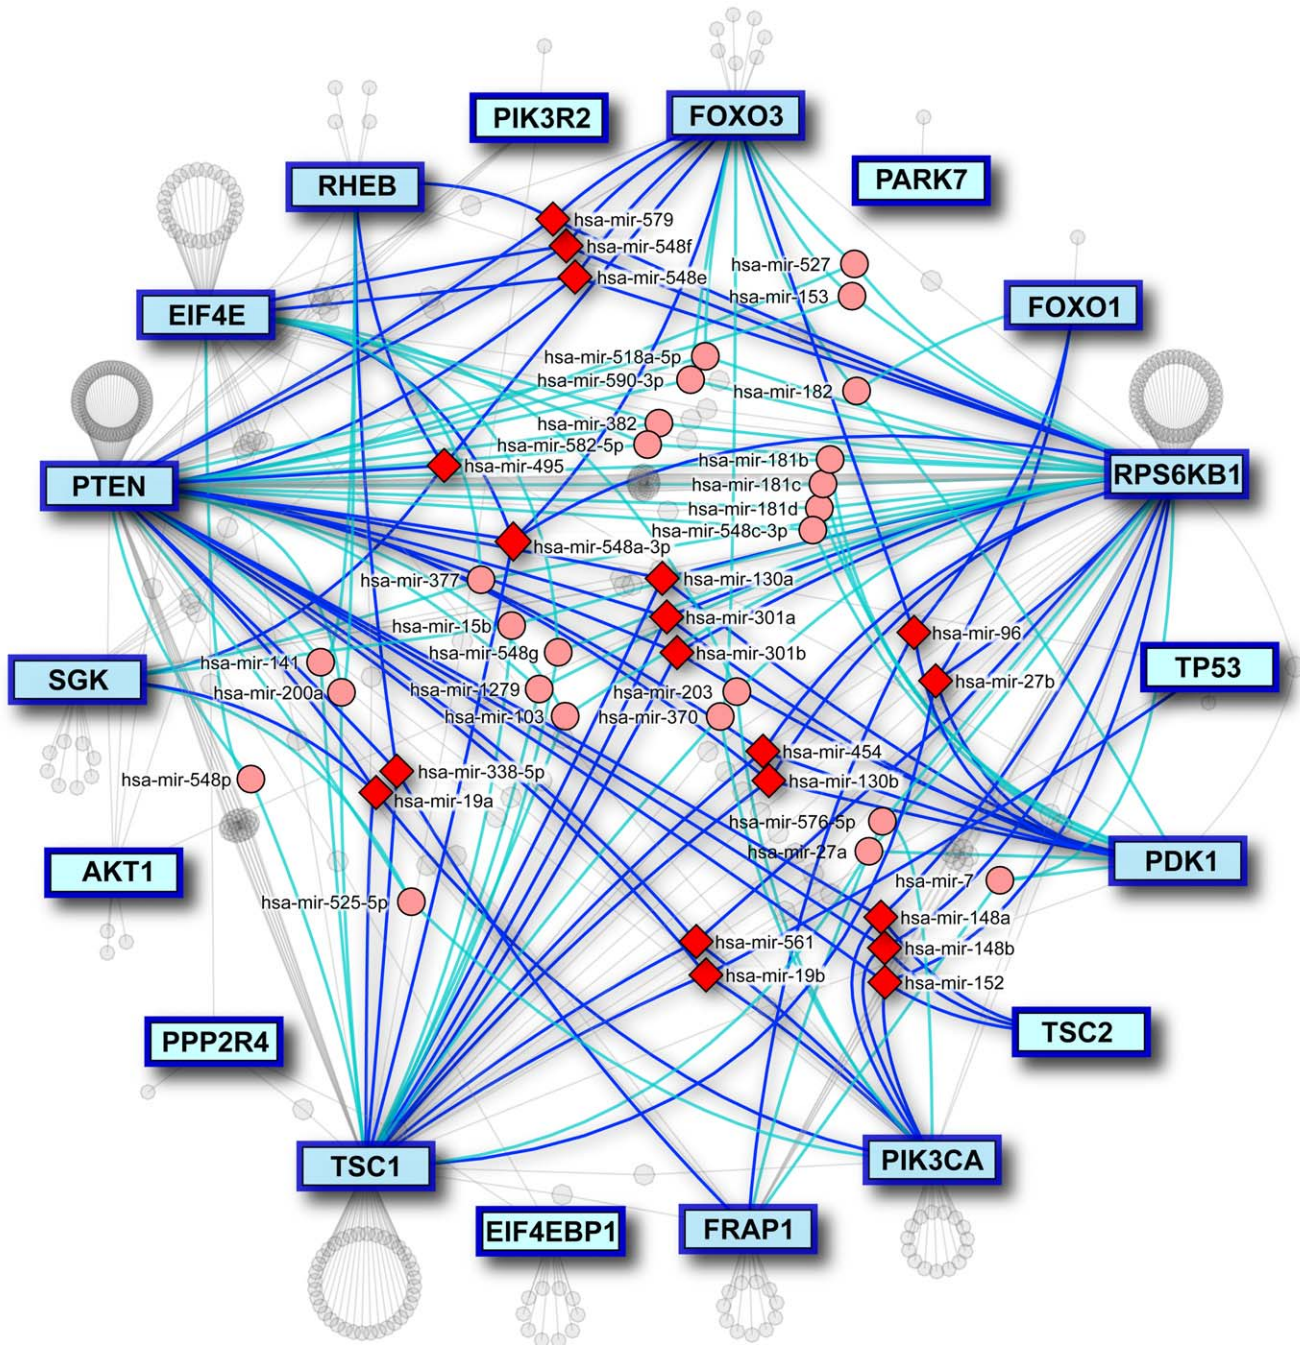 FOXO3
PIK3R2
PARK7
RHEB
hsa-mir-579
hsa-mir-548f
hsa-mir-527
hsa-mir-548e
hsa-mir-153
FOXO1
EIF4E
hsa-mir-518a-5p
hsa-mir-590-3p
hsa-mir-182
hsa-mir-382
hsa-mir-582-5p
hsa-mir-181b
hsa-mir-495
RPS6KB1
PTEN
hsa-mir-181c
hsa-mir-181d
hsa-mir-548c-3p
hsa-mir-548a-3p
hsa-mir-377
hsa-mir-130a
hsa-mir-301a
hsa-mir-15b
hsa-mir-96
hsa-mir-548g
hsa-mir-301b
hsa-mir-141
TP53
SGK
hsa-mir-27b
hsa-mir-200a
hsa-mir-1279
hsa-mir-203
hsa-mir-103
hsa-mir-370
hsa-mir-454
hsa-mir-338-5p
hsa-mir-548p
hsa-mir-130b
hsa-mir-19a
hsa-mir-576-5p
hsa-mir-27a
PDK1
AKT1
hsa-mir-7
hsa-mir-525-5p
hsa-mir-148a
hsa-mir-561
hsa-mir-148b
hsa-mir-19b
hsa-mir-152
TSC2
PPP2R4
PIK3CA
TSC1
EIF4EBP1
FRAP1